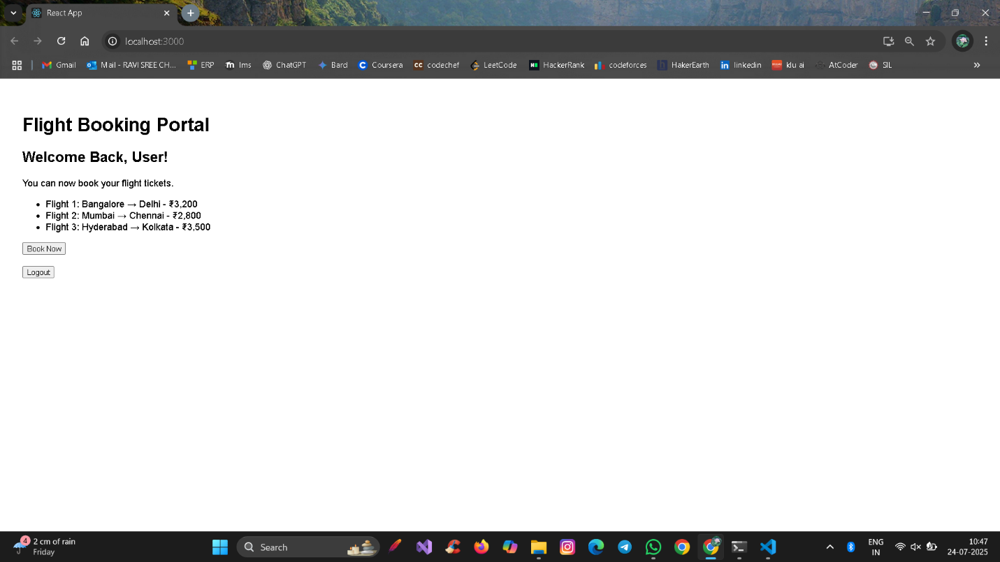 React App
localhost:3000
Gmail
Mail - RAVI SREE CH...
ERP
lms
ChatGPT
Bard
Coursera
codechef
LeetCode
HackerRank
codeforces
HakerEarth
linkedin
klu ai
AtCoder
SIL
Flight Booking Portal
Welcome Back, User!
You can now book your flight tickets.
• Flight 1: Bangalore → Delhi - ₹3,200
• Flight 2: Mumbai → Chennai - ₹2,800
• Flight 3: Hyderabad → Kolkata - ₹3,500
Book Now
Logout
4
2 cm of rain
Friday
Search
ENG
IN
10:47
24-07-2025